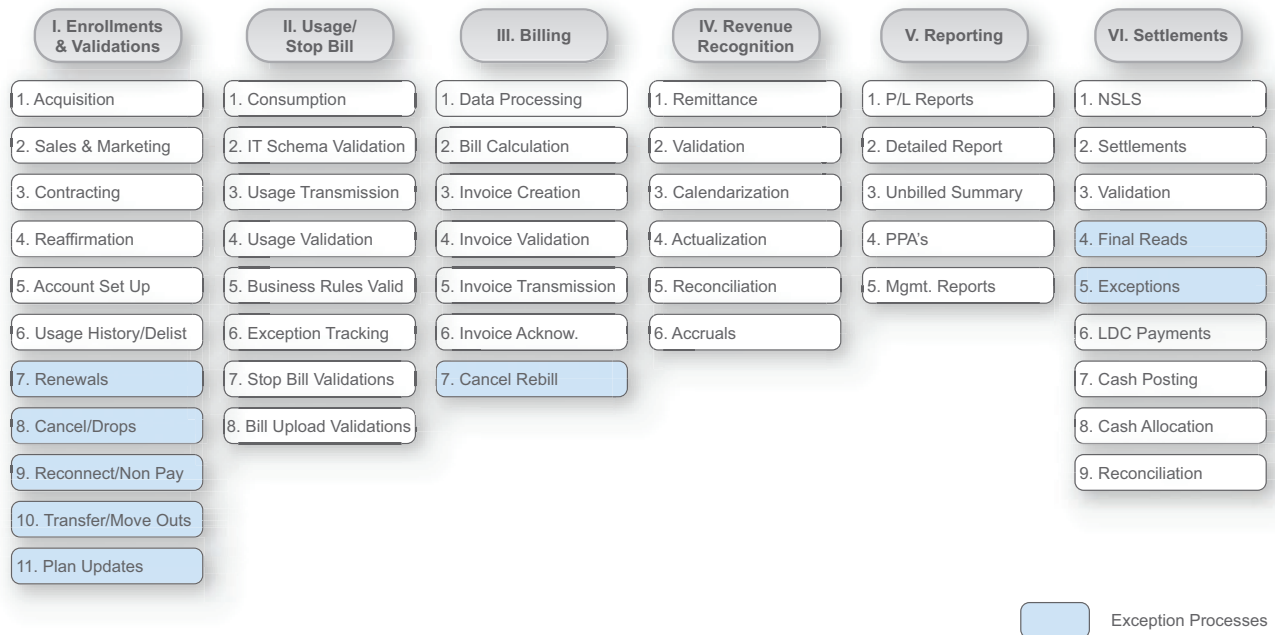 I. Enrollments
& Validations
1. Acquisition
2. Sales & Marketing
3. Contracting
4. Reaffirmation
5. Account Set Up
6. Usage History/Delist
7. Renewals
8. Cancel/Drops
9. Reconnect/Non Pay
10. Transfer/Move Outs
11. Plan Updates
II. Usage/
Stop Bill
1. Consumption
2. IT Schema Validation
3. Usage Transmission
4. Usage Validation
5. Business Rules Valid
6. Exception Tracking
7. Stop Bill Validations
8. Bill Upload Validations
III. Billing
1. Data Processing
2. Bill Calculation
3. Invoice Creation
4. Invoice Validation
5. Invoice Transmission
6. Invoice Acknow.
7. Cancel Rebill
IV. Revenue
Recognition
1. Remittance
2. Validation
3. Calendarization
4. Actualization
5. Reconciliation
6. Accruals
V. Reporting
1. P/L Reports
2. Detailed Report
3. Unbilled Summary
4. PPA's
5. Mgmt. Reports
VI. Settlements
1. NSLS
2. Settlements
3. Validation
4. Final Reads
5. Exceptions
6. LDC Payments
7. Cash Posting
8. Cash Allocation
9. Reconciliation
Exception Processes